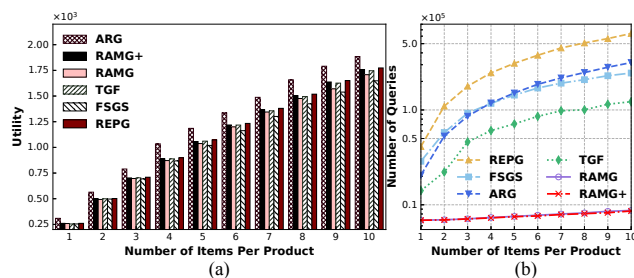 ×10³
ARG
RAMG+
RAMG
TGF
FSGS
REPG
2.00
1.75
1.50
1.25
1.00
0.75
0.50
0.25
Utility
1 2 3 4 5 6 7 8 9 10
Number of Items Per Product
(a)
×10⁵
5.0
1.0
0.5
0.1
Number of Queries
REPG
FSGS
ARG
TGF
RAMG
RAMG+
1 2 3 4 5 6 7 8 9 10
Number of Items Per Product
(b)